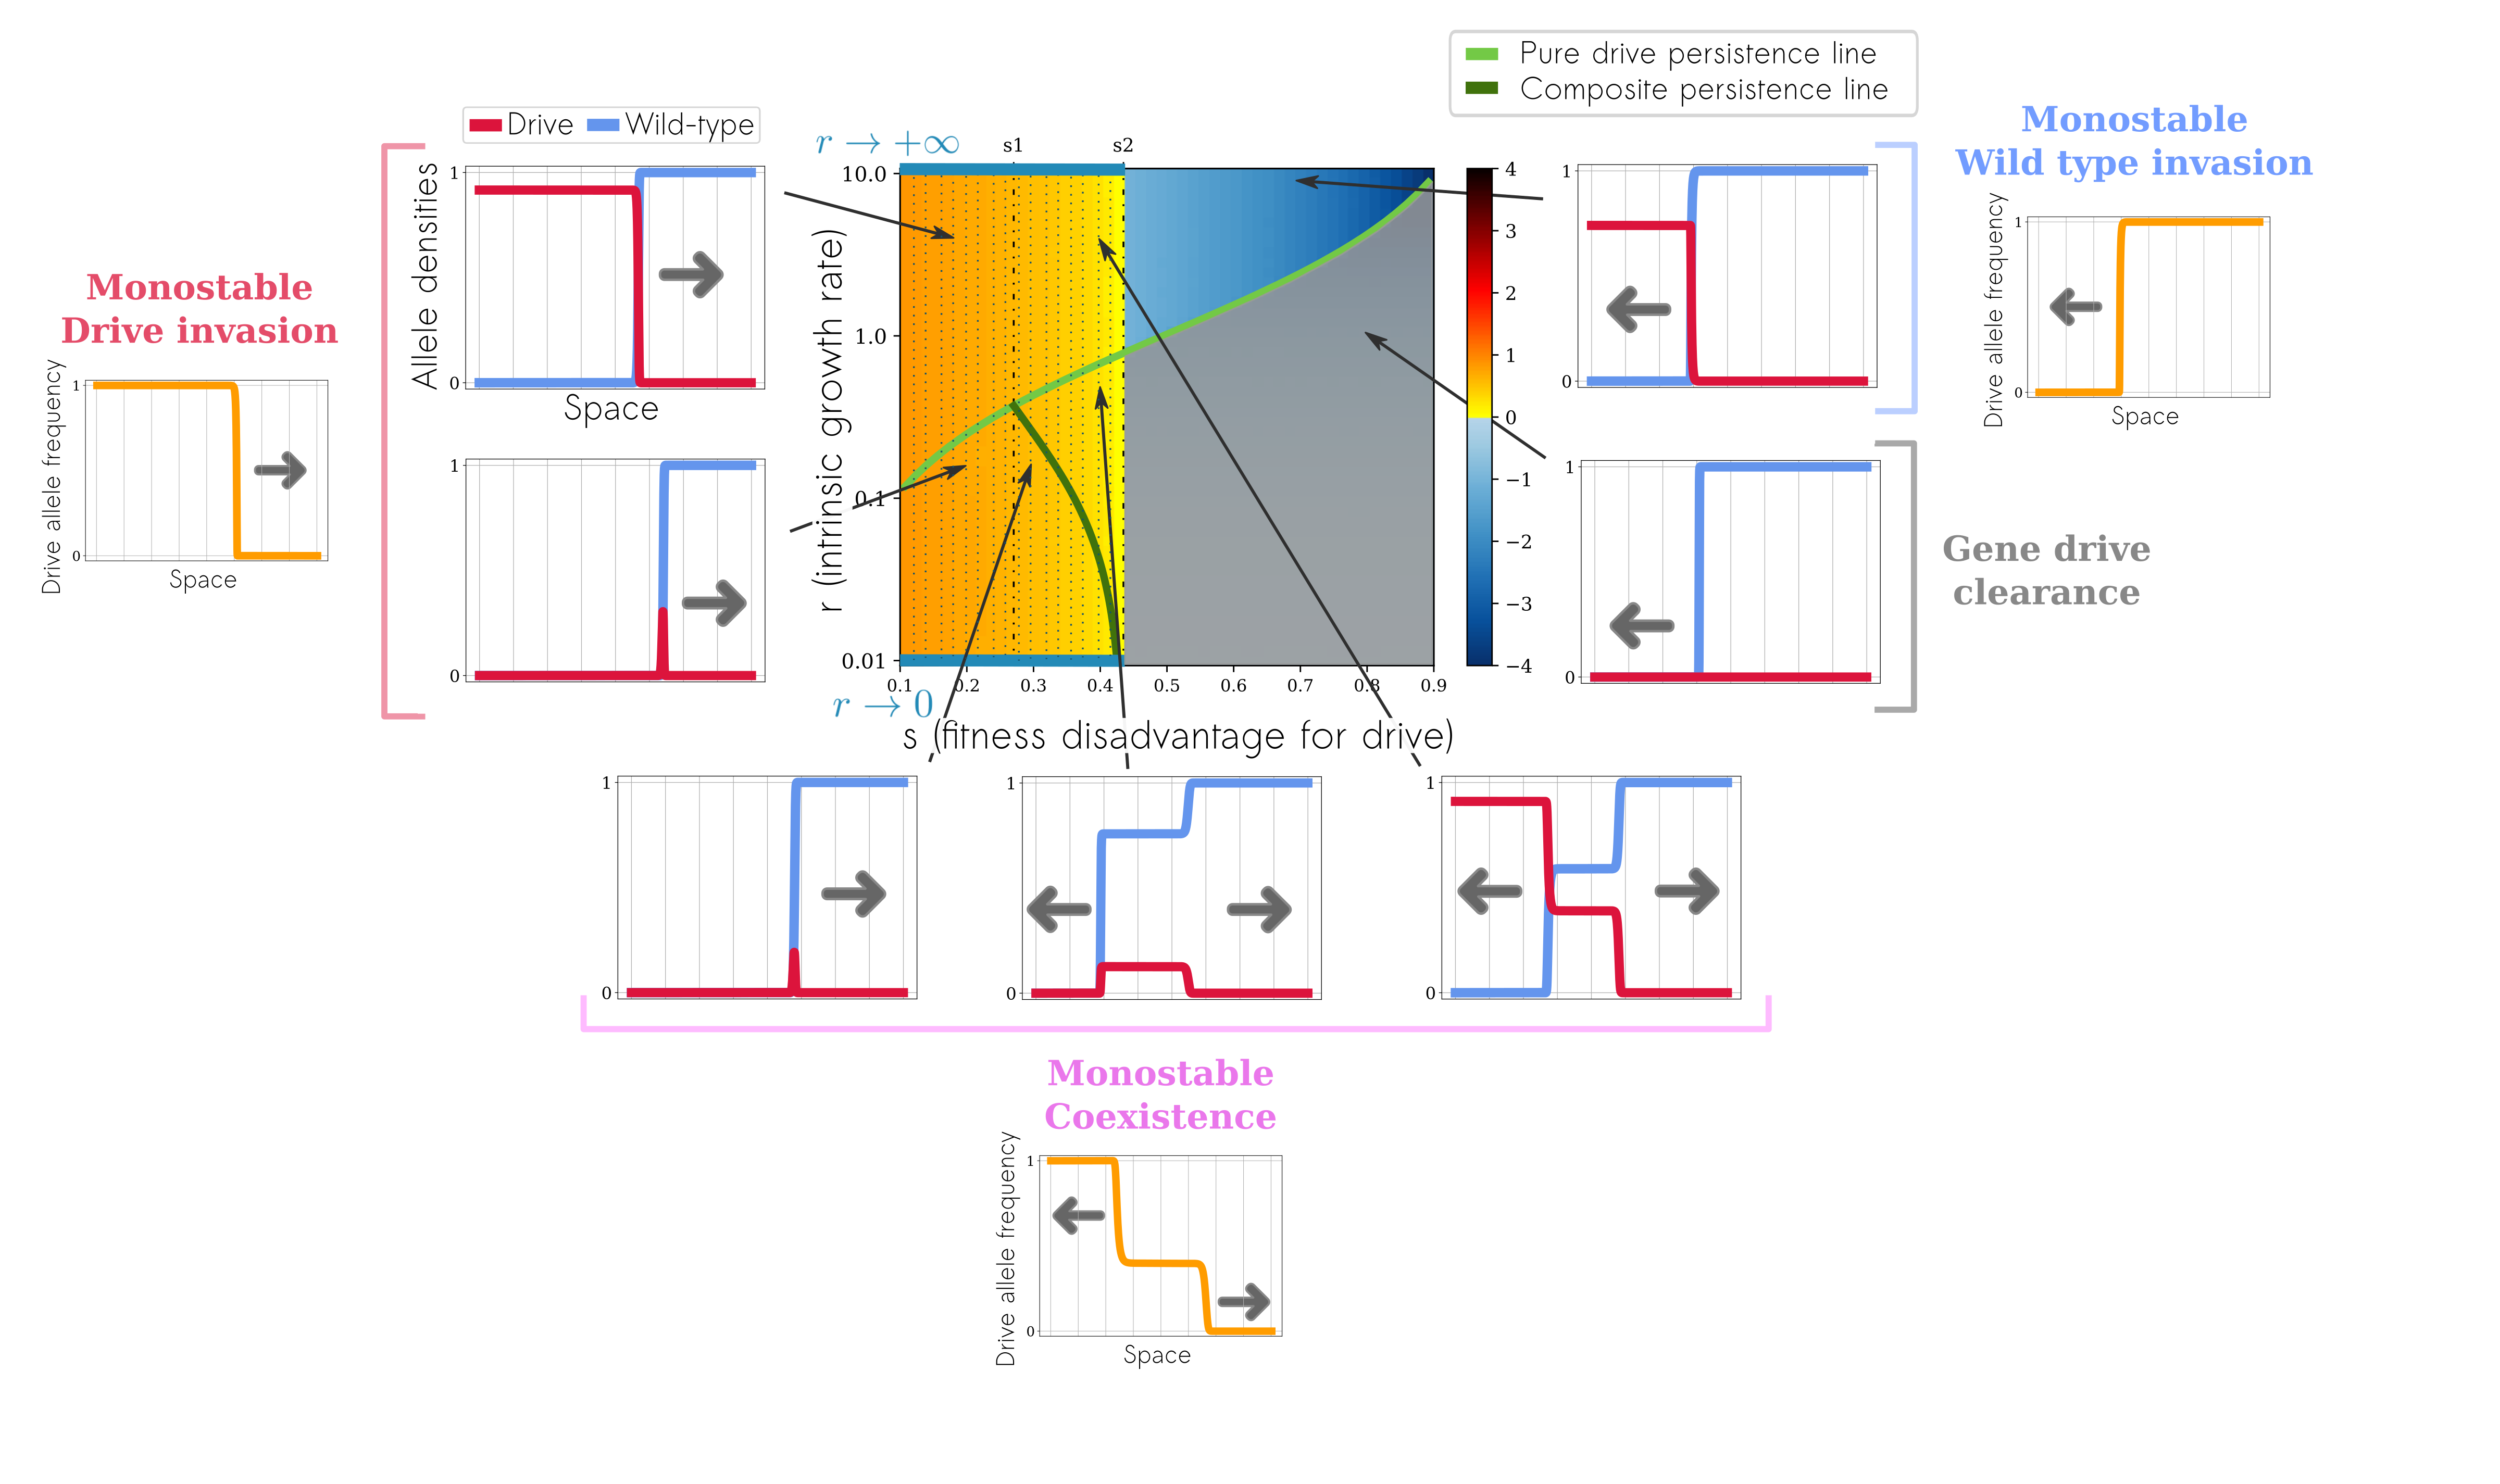 Pure drive persistence line
Composite persistence line
Drive Wild-type
r → +∞
s1 s2
Monostable
Wild type invasion
Monostable
Drive invasion
Drive allele frequency
1
0
Space
Allele densities
1
0
Space
1
0
r (intrinsic growth rate)
10.0
1.0
0.1
0.01
r → 0
0.1 0.2 0.3 0.4 0.5 0.6 0.7 0.8 0.9
s (fitness disadvantage for drive)
4
3
2
1
0
−1
−2
−3
−4
1
0
Drive allele frequency
1
0
Space
1
0
Gene drive
clearance
1
0
1
0
1
0
Monostable
Coexistence
Drive allele frequency
1
0
Space